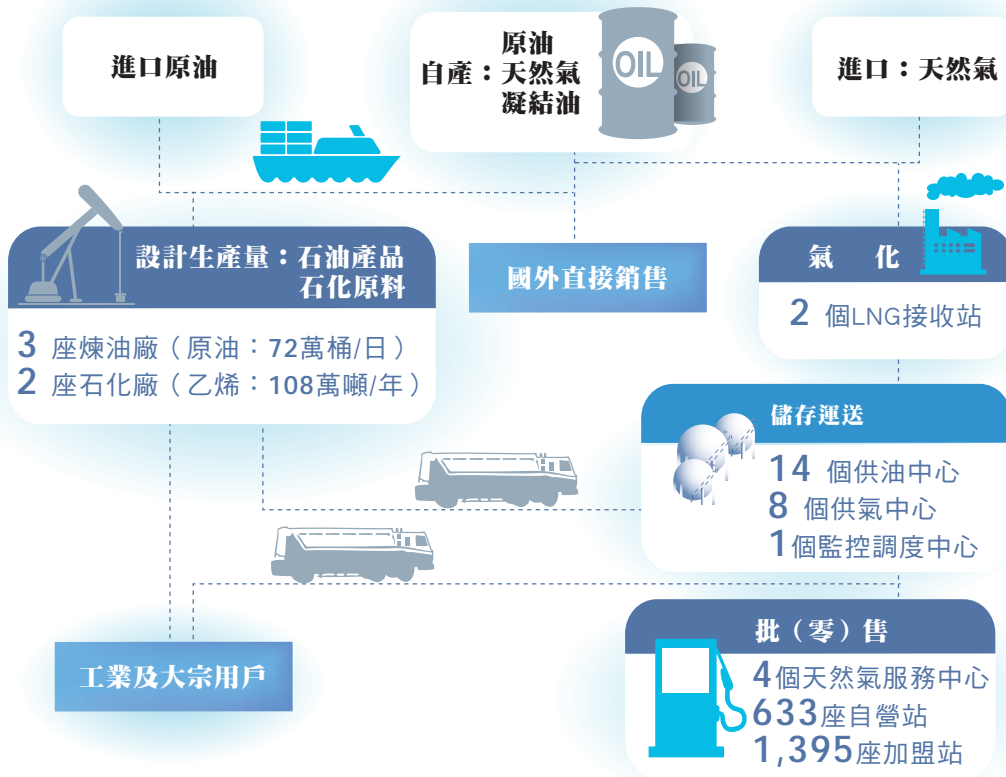 進口原油
原油
自產：天然氣
凝結油
OIL
OIL
進口：天然氣
設計生產量：石油產品
石化原料
3 座煉油廠（原油：72萬桶/日）
2 座石化廠（乙烯：108萬噸/年）
國外直接銷售
氣 化
2 個LNG接收站
儲存運送
14 個供油中心
8 個供氣中心
1個監控調度中心
工業及大宗用戶
批（零）售
4個天然氣服務中心
633座自營站
1,395座加盟站